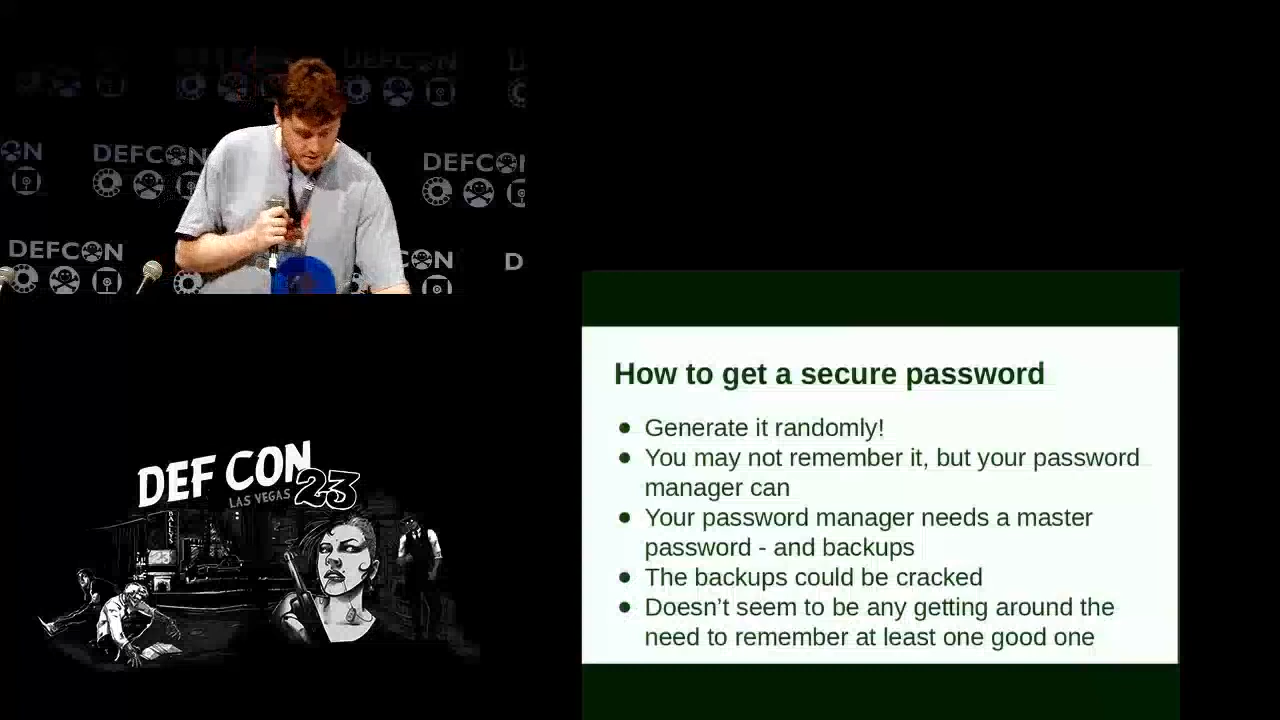 DEFCON
DEFCON
DEFCON
DEFCON
DEF CON 23
LAS VEGAS
How to get a secure password
● Generate it randomly!
● You may not remember it, but your password
manager can
● Your password manager needs a master
password - and backups
● The backups could be cracked
● Doesn’t seem to be any getting around the
need to remember at least one good one